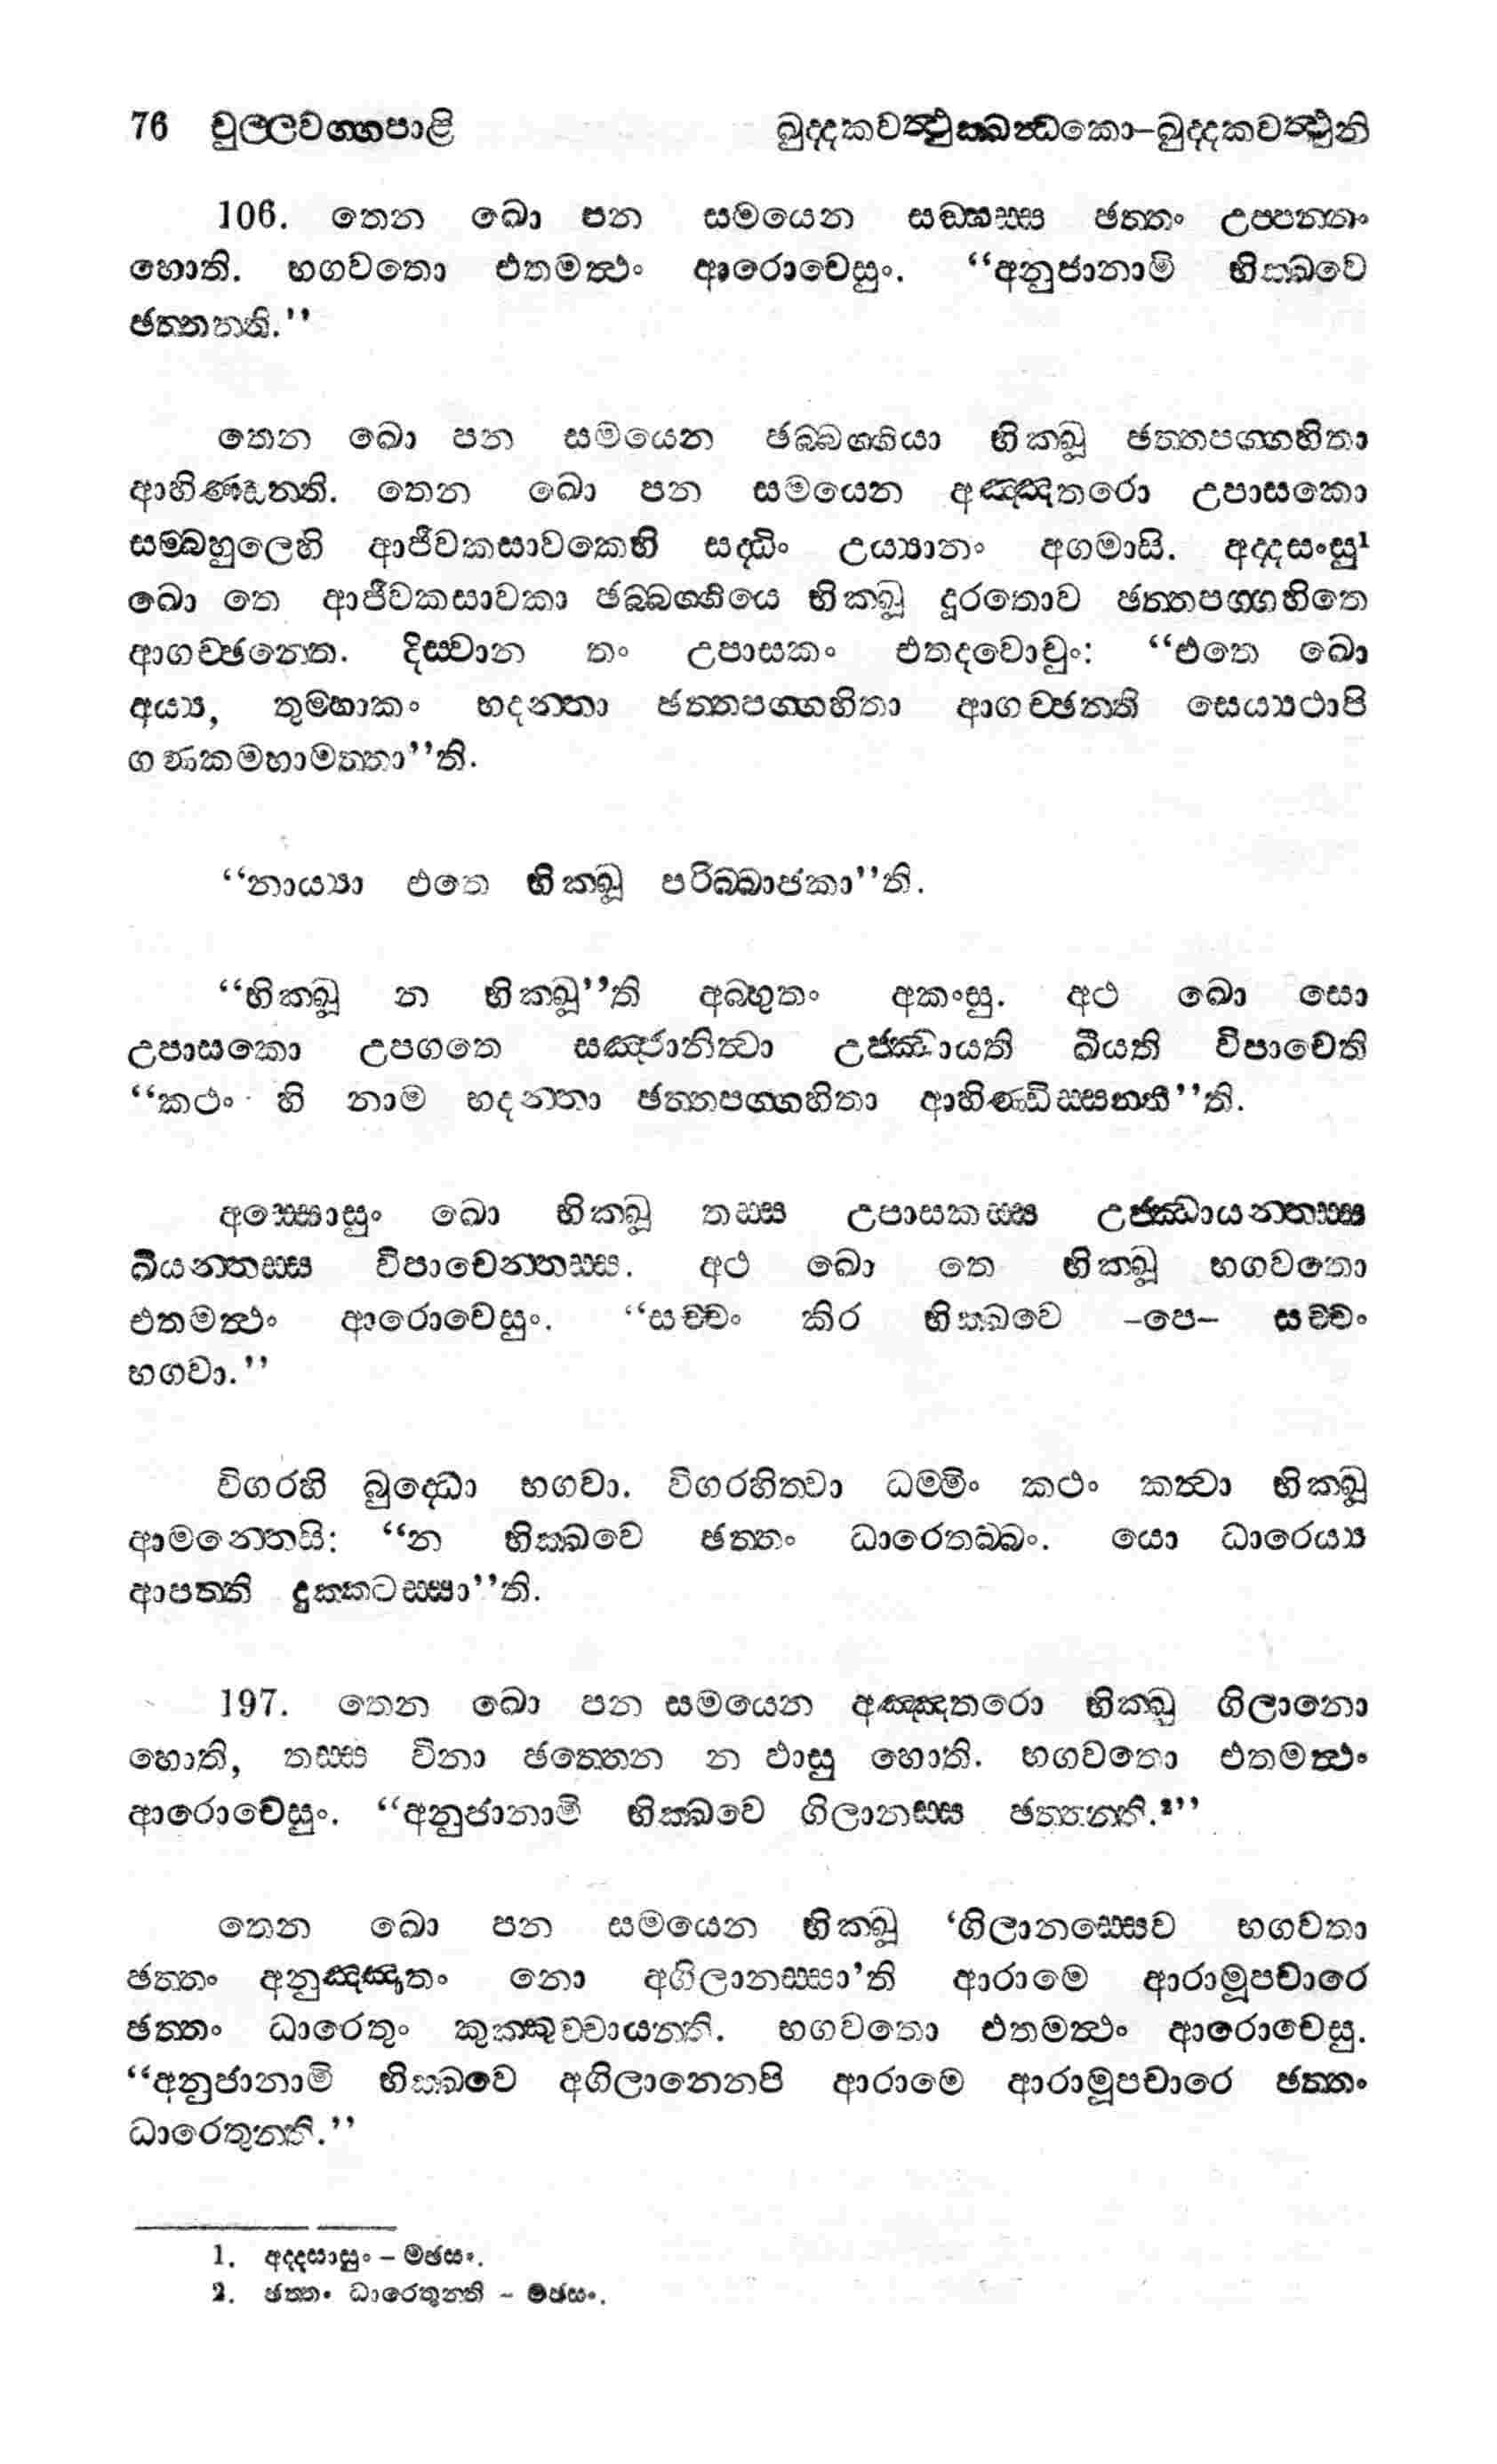 76 චුල්ලවග්ගපාළි ඛුද්දකවත්ථුක්ඛන්ධකො–ඛුද්දකවත්ථූනි
106. තෙන ඛො පන සමයෙන සඞ්ඝස්ස ඡත්තං උප්පන්නං
හොති. භගවතො එතමත්ථං ආරොචෙසුං. “අනුජානාමි භික්ඛවෙ
ඡත්තන්ති.”
තෙන ඛො පන සමයෙන ඡබ්බග්ගියා භික්ඛූ ඡත්තපග්ගහිතා
ආහිණ්ඩන්ති. තෙන ඛො පන සමයෙන අඤ්ඤතරො උපාසකො
සම්බහුලෙහි ආජීවකසාවකෙහි සද්ධිං උය්‍යානං අගමාසි. අද්දසංසු¹
ඛො තෙ ආජීවකසාවකා ඡබ්බග්ගියෙ භික්ඛූ දූරතොව ඡත්තපග්ගහිතෙ
ආගච්ඡන්තෙ. දිස්වාන තං උපාසකං එතදවොචුං: “එතෙ ඛො
අය්‍ය, තුම්හාකං භදන්තා ඡත්තපග්ගහිතා ආගච්ඡන්ති සෙය්‍යථාපි
ගණකමහාමත්තා”ති.
“නාය්‍යා එතෙ භික්ඛූ පරිබ්බාජකා”ති.
“භික්ඛූ න භික්ඛූ”ති අබ්භුතං අකංසු. අථ ඛො සො
උපාසකො උපගතෙ සඤ්ජානිත්වා උජ්ඣායති ඛීයති විපාචෙති
“කථං හි නාම භදන්තා ඡත්තපග්ගහිතා ආහිණ්ඩිස්සන්තී”ති.
අස්සොසුං ඛො භික්ඛූ තස්ස උපාසකස්ස උජ්ඣායන්තස්ස
ඛීයන්තස්ස විපාචෙන්තස්ස. අථ ඛො තෙ භික්ඛූ භගවතො
එතමත්ථං ආරොචෙසුං. “සච්චං කිර භික්ඛවෙ –පෙ– සච්චං
භගවා.”
විගරහි බුද්ධො භගවා. විගරහිත්වා ධම්මිං කථං කත්වා භික්ඛූ
ආමන්තෙසි: “න භික්ඛවෙ ඡත්තං ධාරෙතබ්බං. යො ධාරෙය්‍ය
ආපත්ති දුක්කටස්සා”ති.
197. තෙන ඛො පන සමයෙන අඤ්ඤතරො භික්ඛු ගිලානො
හොති, තස්ස විනා ඡත්තෙන න ඵාසු හොති. භගවතො එතමත්ථං
ආරොචෙසුං. “අනුජානාමි භික්ඛවෙ ගිලානස්ස ඡත්තන්ති.²”
තෙන ඛො පන සමයෙන භික්ඛූ ‘ගිලානස්සෙව භගවතා
ඡත්තං අනුඤ්ඤාතං නො අගිලානස්සා’ති ආරාමෙ ආරාමූපචාරෙ
ඡත්තං ධාරෙතුං කුක්කුච්චායන්ති. භගවතො එතමත්ථං ආරොචෙසු.
“අනුජානාමි භික්ඛවෙ අගිලානෙනපි ආරාමෙ ආරාමූපචාරෙ ඡත්තං
ධාරෙතුන්ති.”
1. අද්දසාසුං – මඡසං.
2. ඡත්තං ධාරෙතුන්ති – මඡසං.